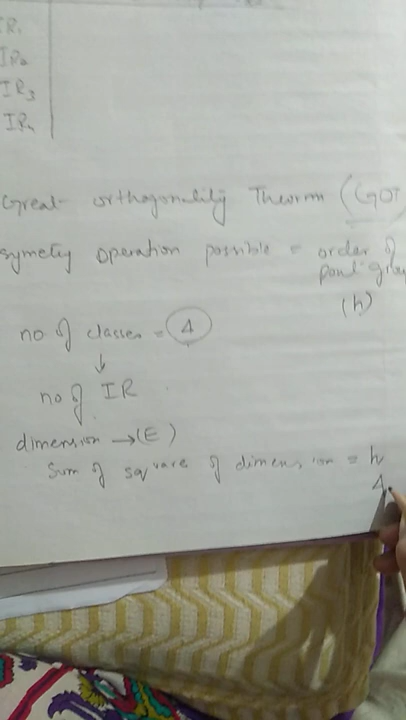 IR₁
IR₂
IR₃
IR₄
Great orthogonality Theorm (GOT
symetry operation possible = order of
point group
(h)
no of classes = 4
↓
no of IR
dimension → (E)
Sum of square of dimension = h
4